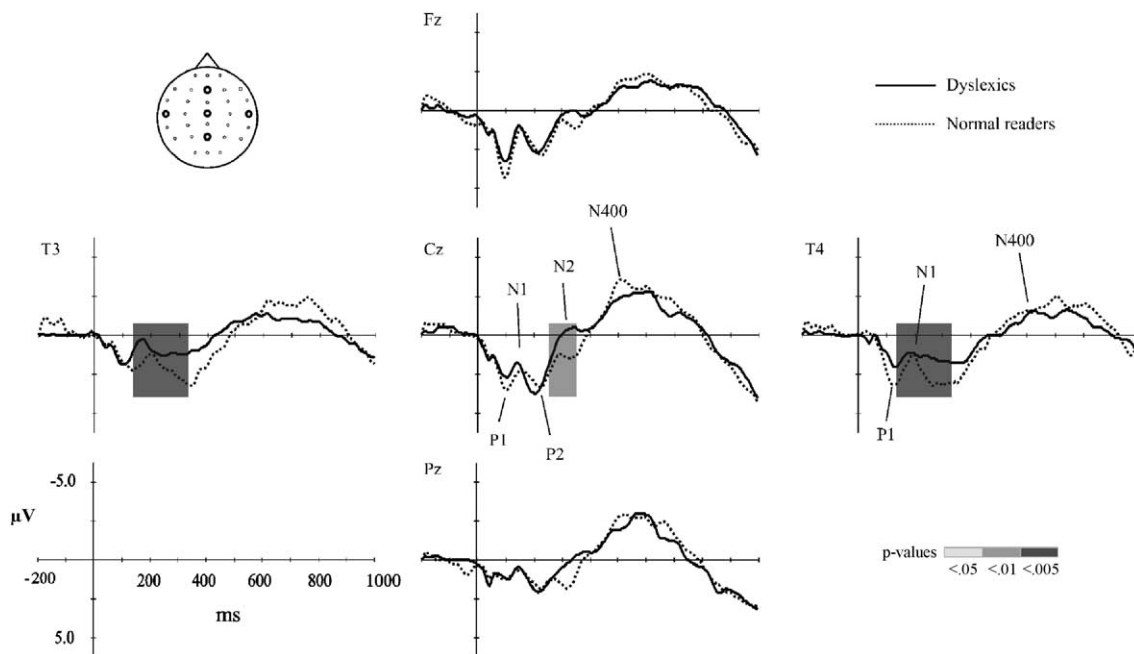 Fz
Dyslexics
Normal readers
T3
Cz
N400
N1
N2
P1
P2
T4
N400
N1
P1
-5.0
µV
-200
200
400
600
800
1000
ms
5.0
Pz
p-values
<.05 <.01 <.005